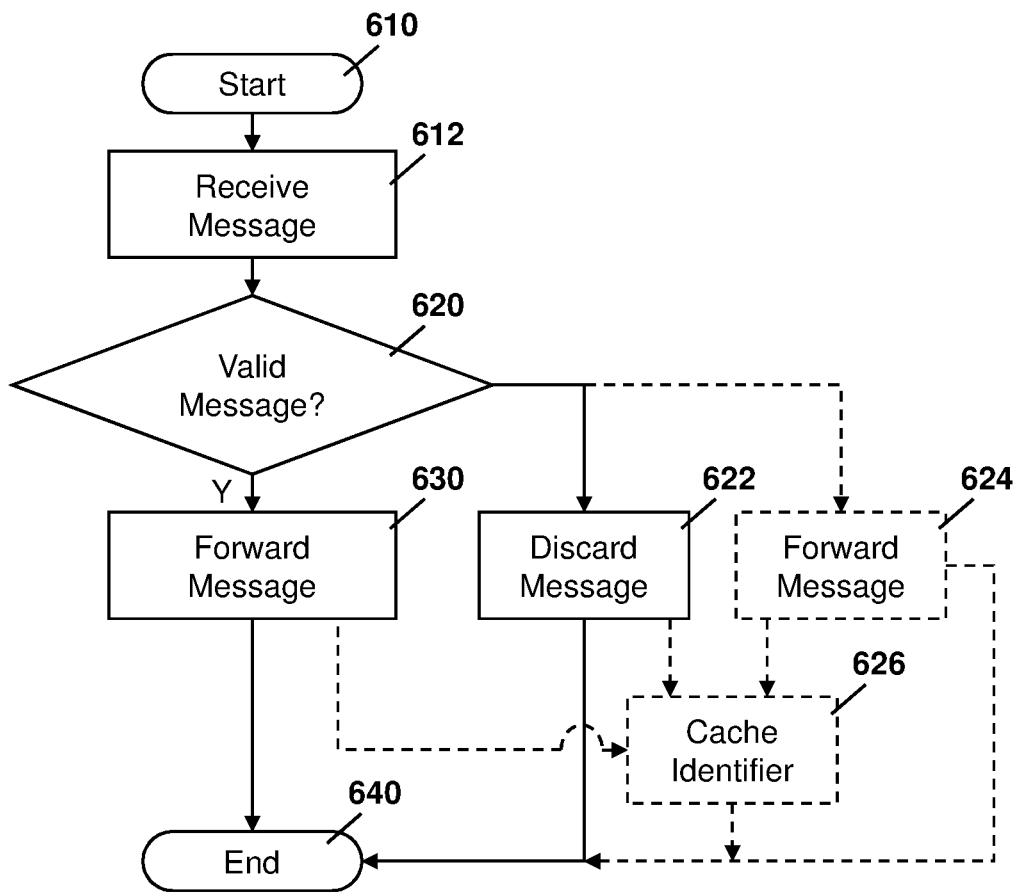 610
Start
612
Receive
Message
620
Valid
Message?
Y
630
Forward
Message
622
Discard
Message
624
Forward
Message
626
Cache
Identifier
640
End